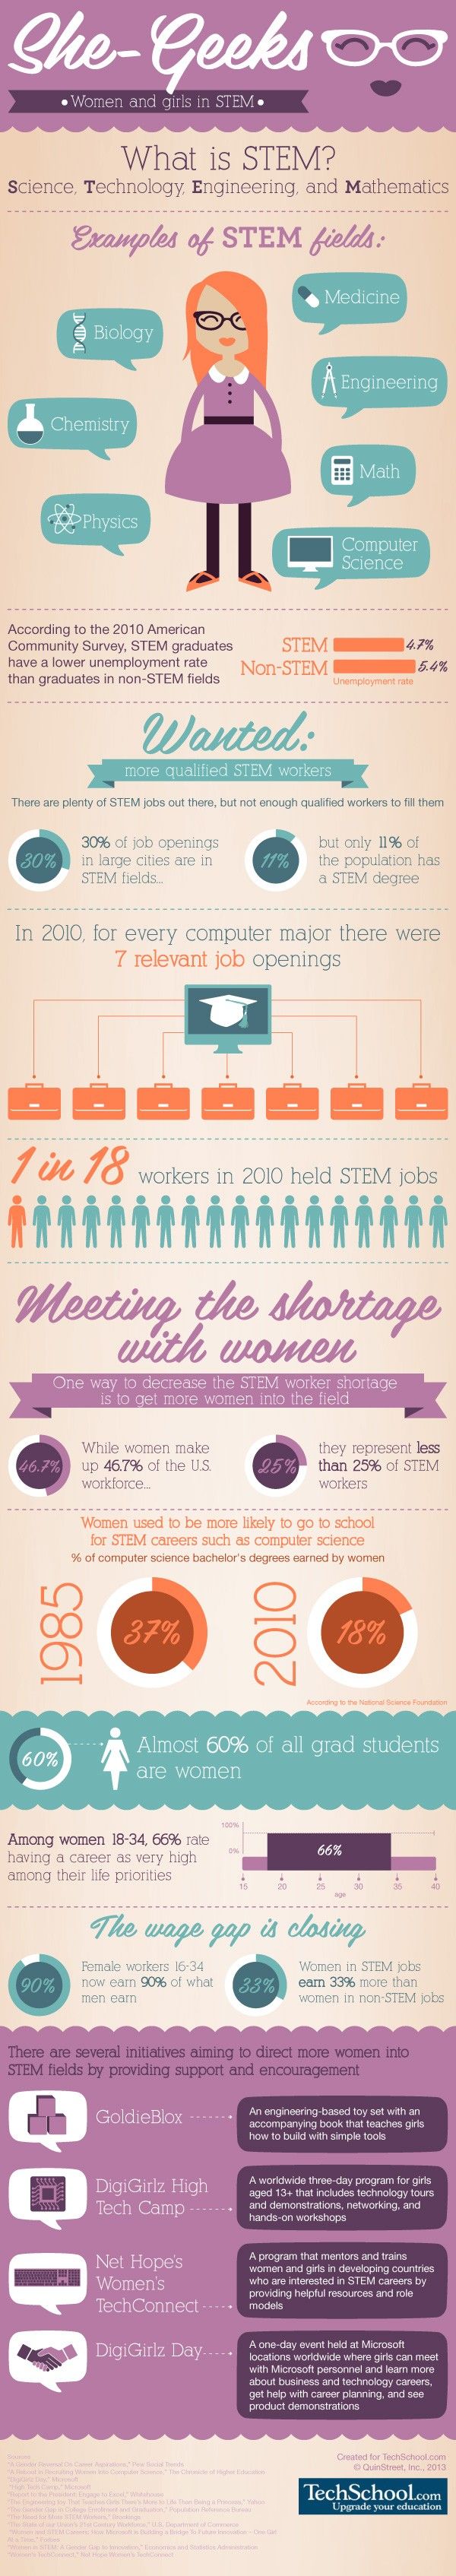 She-Geeks
• Women and girls in STEM •
What is STEM?
Science, Technology, Engineering, and Mathematics
Examples of STEM fields:
Medicine
Biology
Engineering
Chemistry
Math
Physics
Computer
Science
According to the 2010 American
Community Survey, STEM graduates
have a lower unemployment rate
than graduates in non-STEM fields
STEM 4.7%
Non-STEM 5.4%
Unemployment rate
Wanted:
more qualified STEM workers
There are plenty of STEM jobs out there, but not enough qualified workers to fill them
30%
30% of job openings
in large cities are in
STEM fields...
11%
but only 11% of
the population has
a STEM degree
In 2010, for every computer major there were
7 relevant job openings
1 in 18 workers in 2010 held STEM jobs
Meeting the shortage
with women
One way to decrease the STEM worker shortage
is to get more women into the field
46.7%
While women make
up 46.7% of the U.S.
workforce...
25%
they represent less
than 25% of STEM
workers
Women used to be more likely to go to school
for STEM careers such as computer science
% of computer science bachelor's degrees earned by women
1985
37%
2010
18%
According to the National Science Foundation
60%
Almost 60% of all grad students
are women
Among women 18-34, 66% rate
having a career as very high
among their life priorities
100%
0%
66%
15 20 25 30 35 40
age
The wage gap is closing
90%
Female workers 16-34
now earn 90% of what
men earn
33%
Women in STEM jobs
earn 33% more than
women in non-STEM jobs
There are several initiatives aiming to direct more women into
STEM fields by providing support and encouragement
GoldieBlox
An engineering-based toy set with an
accompanying book that teaches girls
how to build with simple tools
DigiGirlz High
Tech Camp
A worldwide three-day program for girls
aged 13+ that includes technology tours
and demonstrations, networking, and
hands-on workshops
Net Hope's
Women's
TechConnect
A program that mentors and trains
women and girls in developing countries
who are interested in STEM careers by
providing helpful resources and role
models
DigiGirlz Day
A one-day event held at Microsoft
locations worldwide where girls can meet
with Microsoft personnel and learn more
about business and technology careers,
get help with career planning, and see
product demonstrations
Sources:
"A Gender Reversal On Career Aspirations," Pew Social Trends
"DigiGirlz Day," Microsoft
"High Tech Camp," Microsoft
Created for TechSchool.com
© QuinStreet, Inc., 2013
TechSchool.com
Upgrade your education